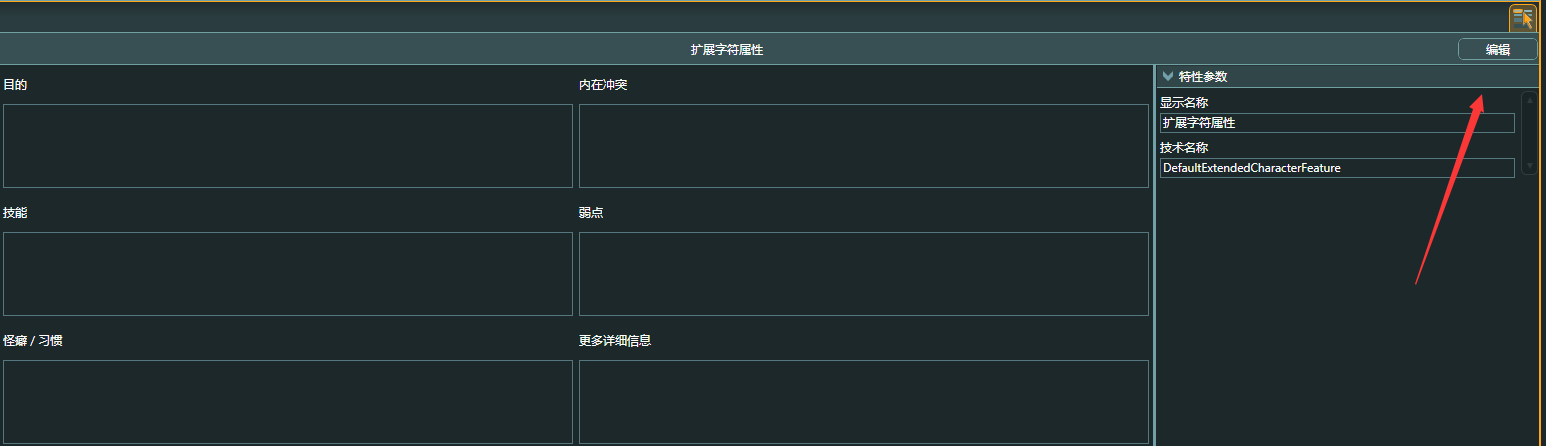 扩展字符属性
编辑
目的
内在冲突
特性参数
显示名称
扩展字符属性
技术名称
DefaultExtendedCharacterFeature
技能
弱点
怪癖 / 习惯
更多详细信息